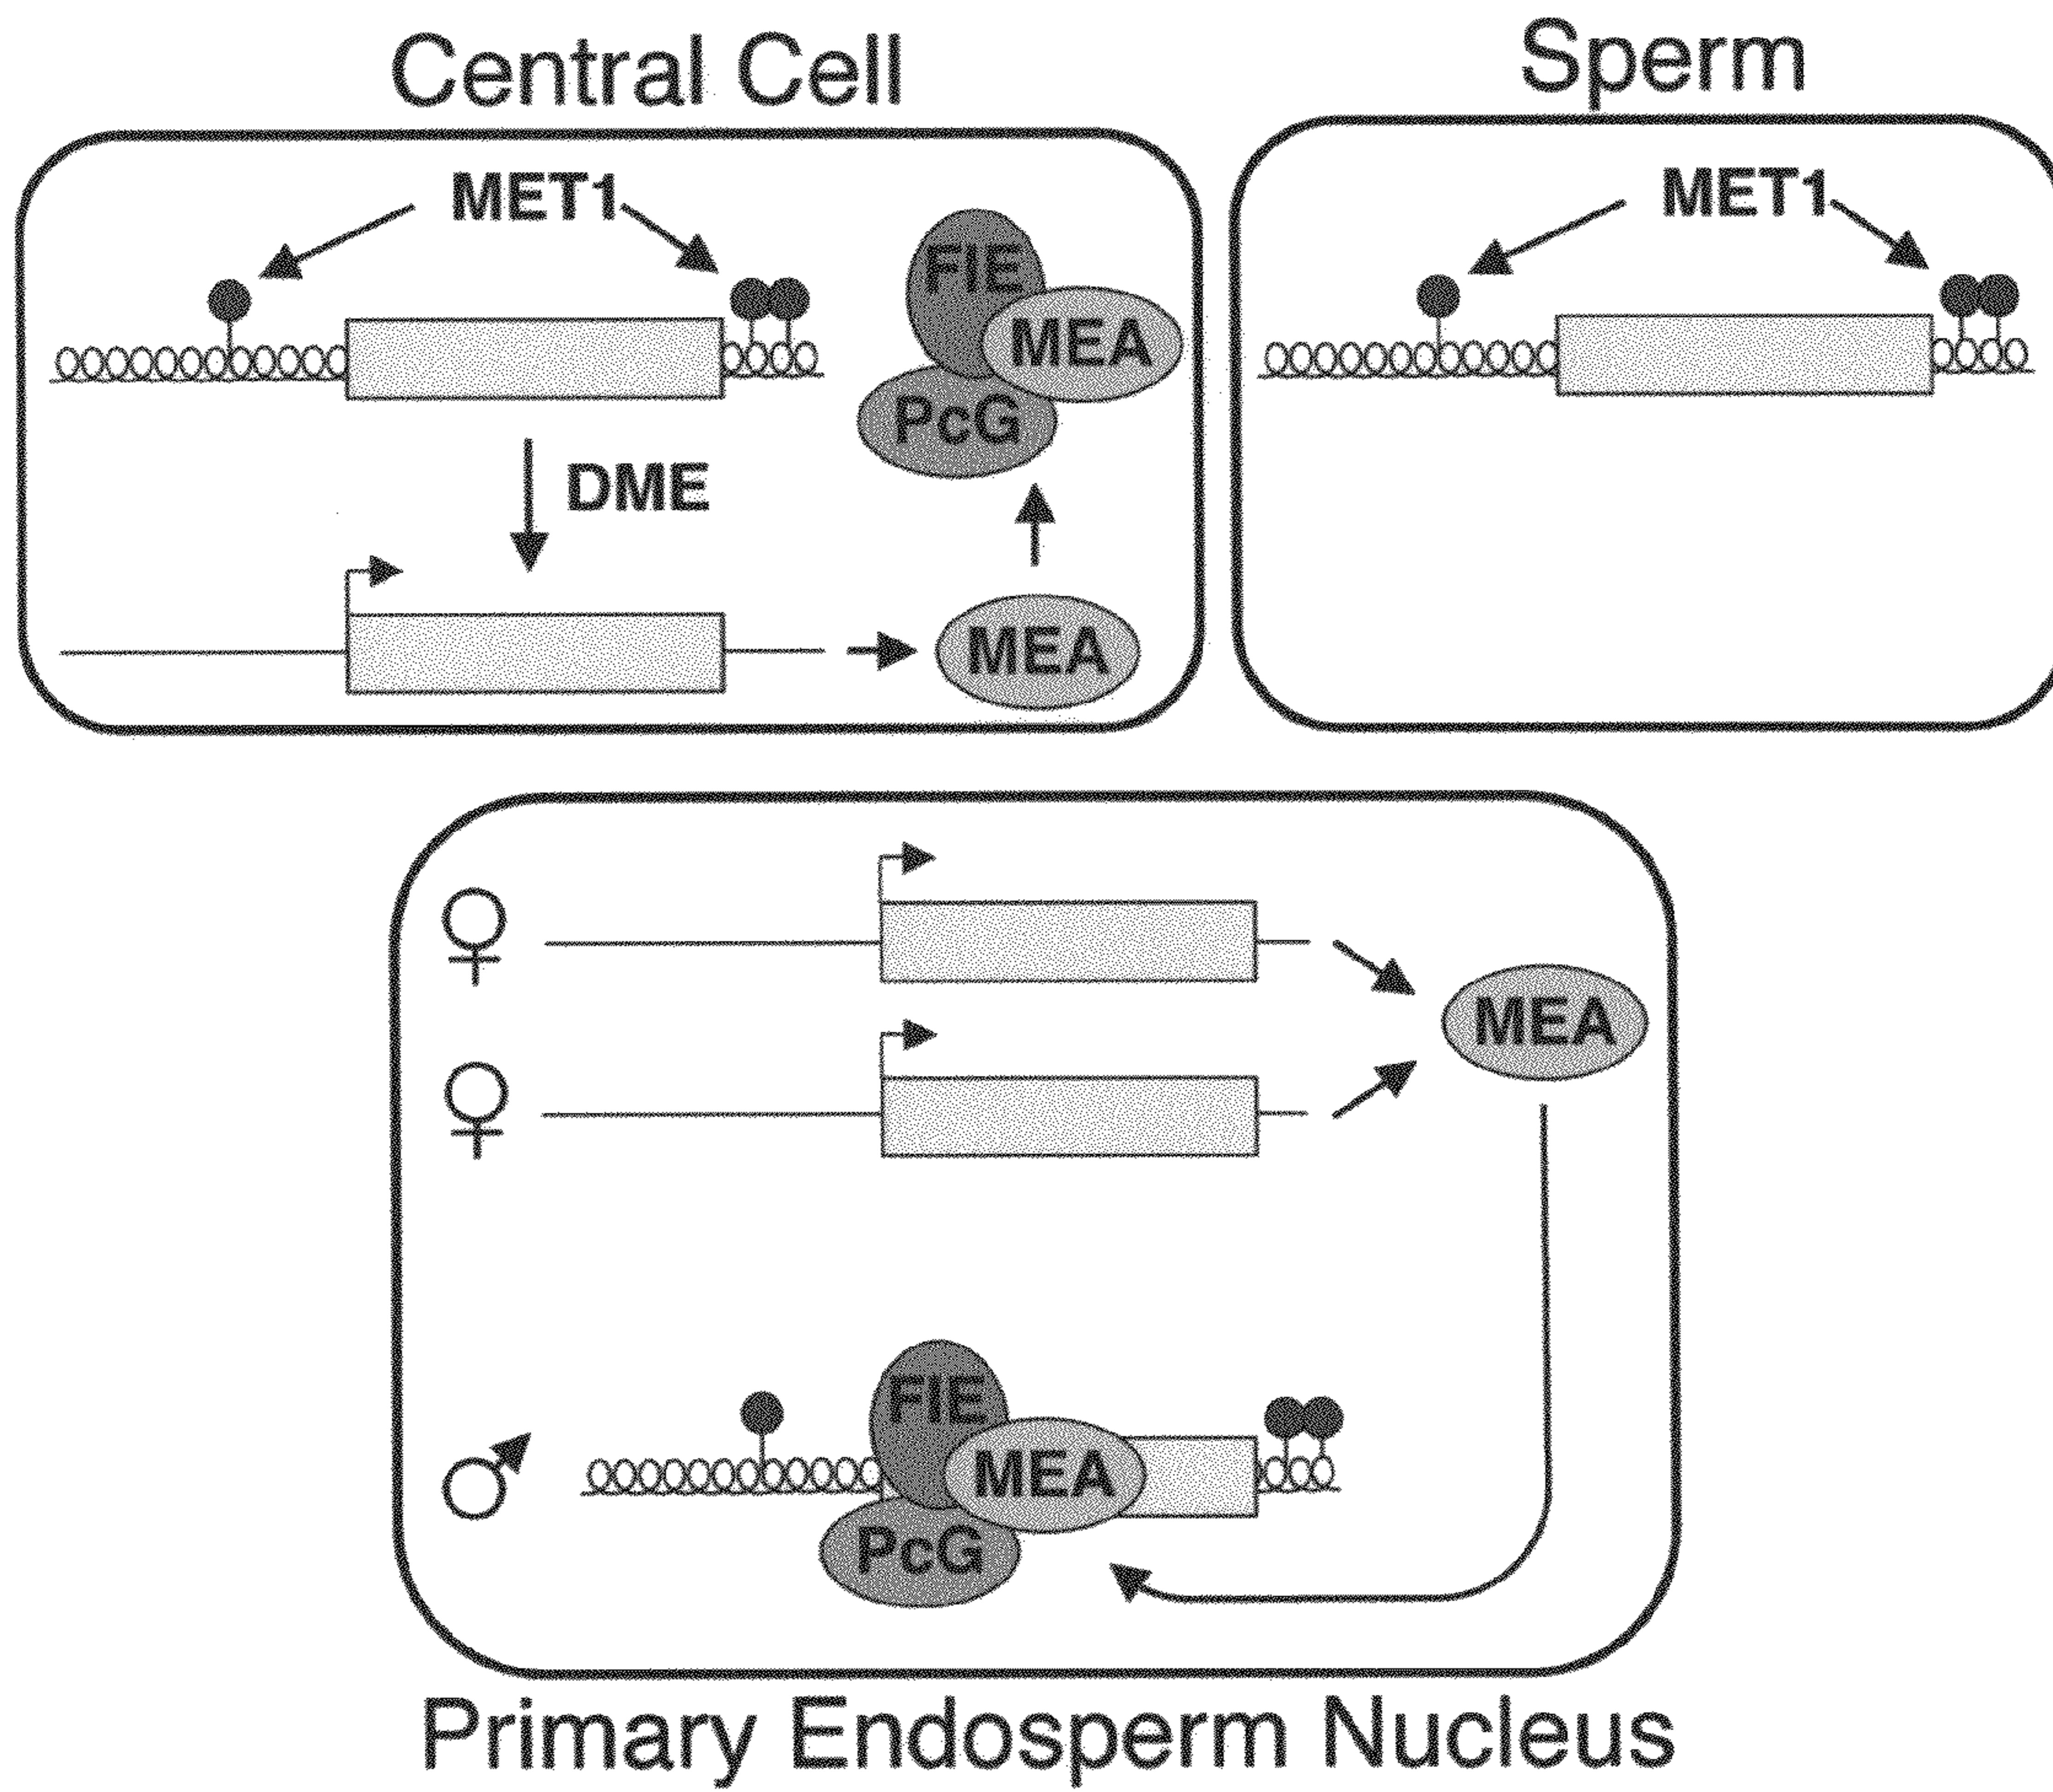 Central Cell
Sperm
MET1
FIE
MEA
PcG
DME
MEA
MET1
MEA
FIE
MEA
PcG
Primary Endosperm Nucleus